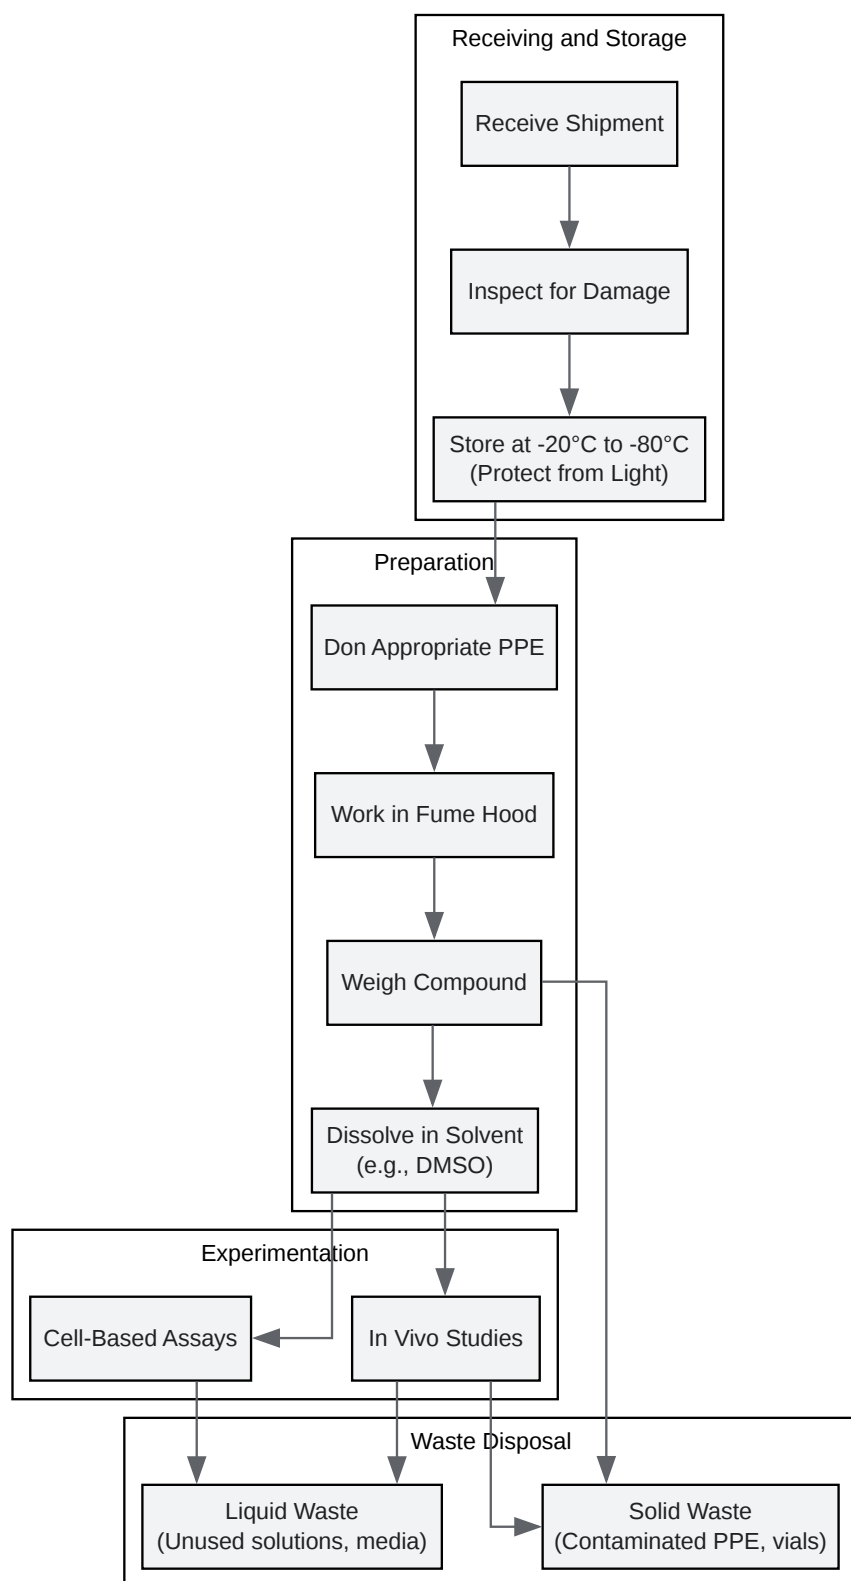 Receiving and Storage
Receive Shipment
Inspect for Damage
Store at -20°C to -80°C
(Protect from Light)
Preparation
Don Appropriate PPE
Work in Fume Hood
Weigh Compound
Dissolve in Solvent
(e.g., DMSO)
Experimentation
Cell-Based Assays
In Vivo Studies
Waste Disposal
Liquid Waste
(Unused solutions, media)
Solid Waste
(Contaminated PPE, vials)